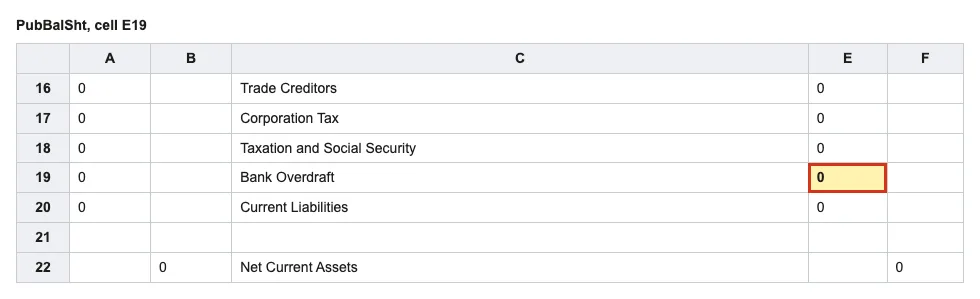 PubBalSht, cell E19
A B C E F
16 0 Trade Creditors 0
17 0 Corporation Tax 0
18 0 Taxation and Social Security 0
19 0 Bank Overdraft 0
20 0 Current Liabilities 0
21
22 0 Net Current Assets 0